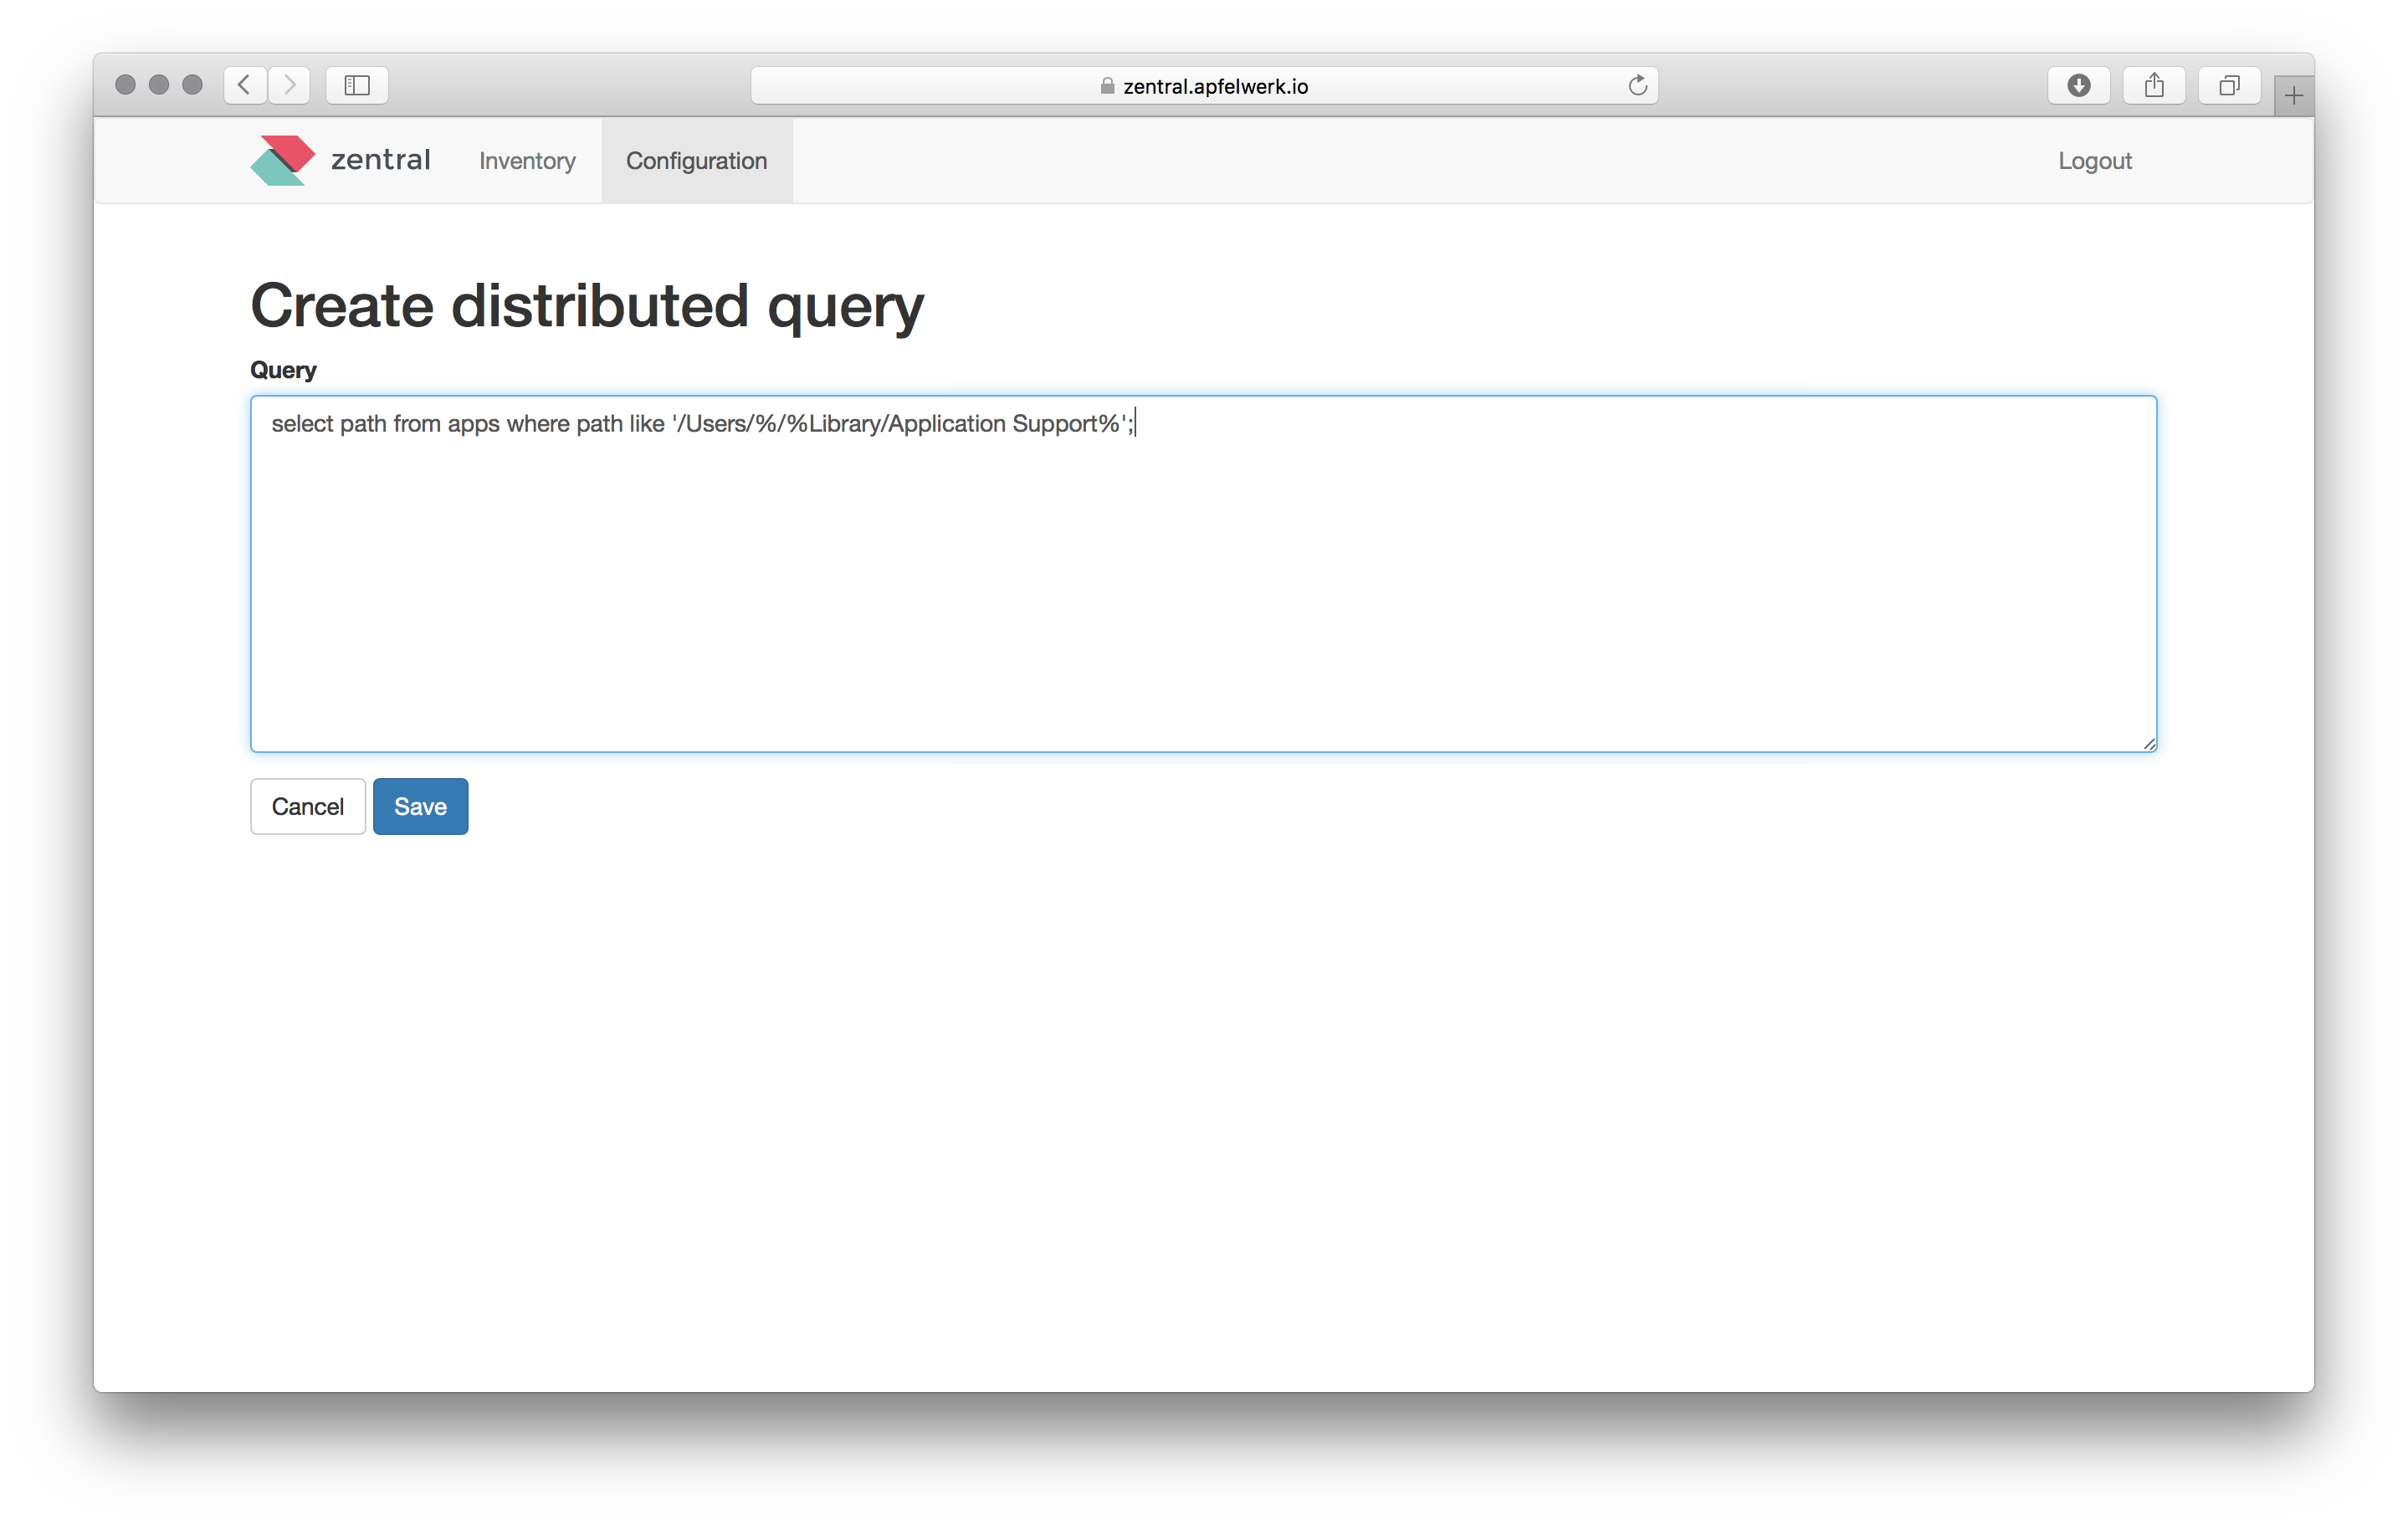 zentral.apfelwerk.io
zentral Inventory Configuration Logout
Create distributed query
Query
select path from apps where path like '/Users/%/%Library/Application Support%';
Cancel Save